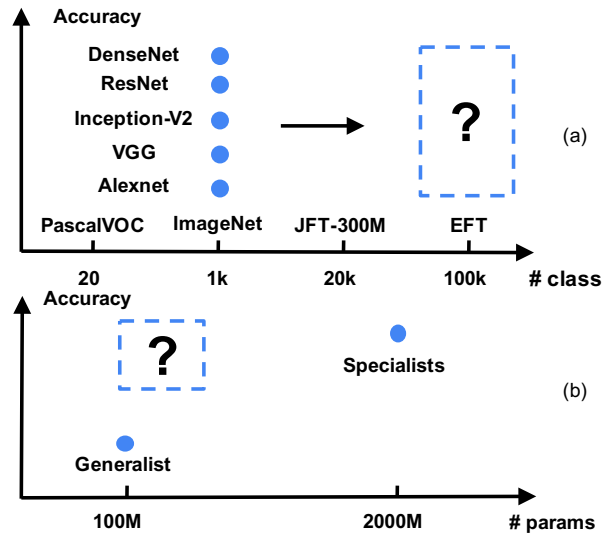 Accuracy
DenseNet
ResNet
Inception-V2
VGG
Alexnet
?
(a)
PascalVOC ImageNet JFT-300M EFT
20 1k 20k 100k # class
Accuracy
?
Specialists
(b)
Generalist
100M 2000M # params